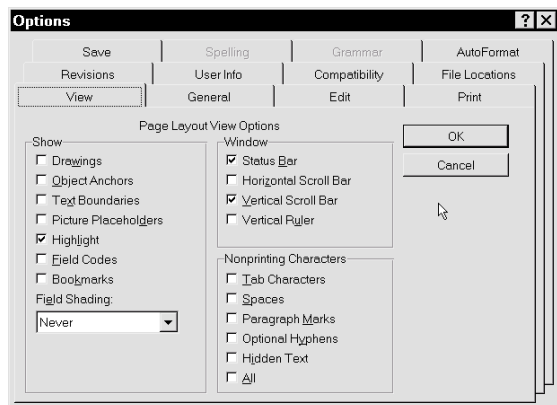 Options
Save Spelling Grammar AutoFormat
Revisions User Info Compatibility File Locations
View General Edit Print
Page Layout View Options
Show
Drawings
Object Anchors
Text Boundaries
Picture Placeholders
Highlight
Field Codes
Bookmarks
Field Shading:
Never
Window
Status Bar
Horizontal Scroll Bar
Vertical Scroll Bar
Vertical Ruler
Nonprinting Characters
Tab Characters
Spaces
Paragraph Marks
Optional Hyphens
Hidden Text
All
OK
Cancel